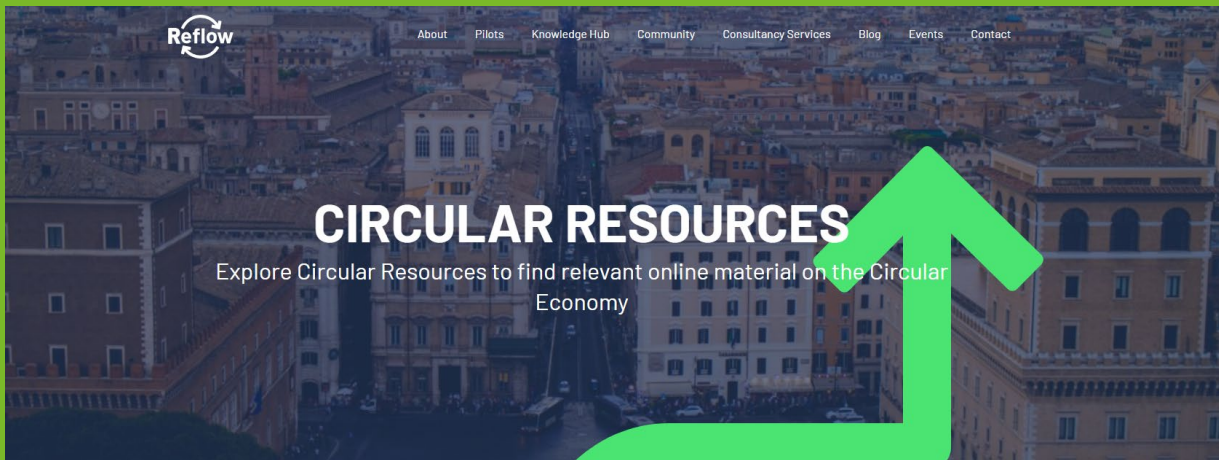 Reflow
About
Pilots
Knowledge Hub
Community
Consultancy Services
Blog
Events
Contact
CIRCULAR RESOURCES
Explore Circular Resources to find relevant online material on the Circular
Economy